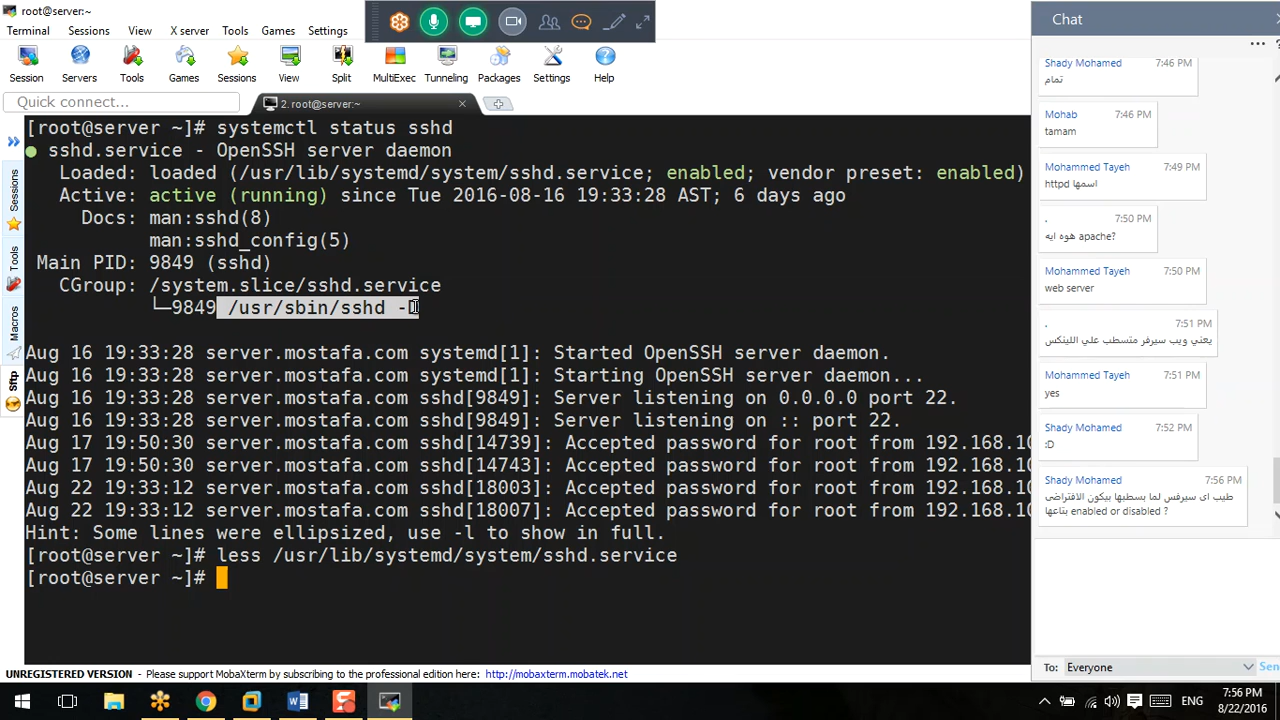 root@server:~
Terminal Sessions View X server Tools Games Settings
Session Servers Tools Games Sessions View Split MultiExec Tunneling Packages Settings Help
Quick connect...
2. root@server:~
[root@server ~]# systemctl status sshd
● sshd.service - OpenSSH server daemon
Loaded: loaded (/usr/lib/systemd/system/sshd.service; enabled; vendor preset: enabled)
Active: active (running) since Tue 2016-08-16 19:33:28 AST; 6 days ago
Docs: man:sshd(8)
man:sshd_config(5)
Main PID: 9849 (sshd)
CGroup: /system.slice/sshd.service
└─9849 /usr/sbin/sshd -D
Aug 16 19:33:28 server.mostafa.com systemd[1]: Started OpenSSH server daemon.
Aug 16 19:33:28 server.mostafa.com systemd[1]: Starting OpenSSH server daemon...
Aug 16 19:33:28 server.mostafa.com sshd[9849]: Server listening on 0.0.0.0 port 22.
Aug 16 19:33:28 server.mostafa.com sshd[9849]: Server listening on :: port 22.
Aug 17 19:50:30 server.mostafa.com sshd[14739]: Accepted password for root from 192.168.10
Aug 17 19:50:30 server.mostafa.com sshd[14743]: Accepted password for root from 192.168.10
Aug 22 19:33:12 server.mostafa.com sshd[18003]: Accepted password for root from 192.168.10
Aug 22 19:33:12 server.mostafa.com sshd[18007]: Accepted password for root from 192.168.10
Hint: Some lines were ellipsized, use -l to show in full.
[root@server ~]# less /usr/lib/systemd/system/sshd.service
[root@server ~]#
Sessions
Tools
Macros
Sftp
UNREGISTERED VERSION - Please support MobaXterm by subscribing to the professional edition here: http://mobaxterm.mobatek.net
Chat
Shady Mohamed 7:46 PM
تمام
Mohab 7:46 PM
tamam
Mohammed Tayeh 7:49 PM
اسمها httpd
. 7:50 PM
هوه ايه apache?
Mohammed Tayeh 7:50 PM
web server
. 7:51 PM
يعني ويب سيرفر متسطب علي اللينكس
Mohammed Tayeh 7:51 PM
yes
Shady Mohamed 7:52 PM
:D
Shady Mohamed 7:56 PM
طيب اى سيرفس لما بسطبها بيكون الافتراضى
بتاعها enabled or disabled ?
To: Everyone Sen
ENG
7:56 PM
8/22/2016